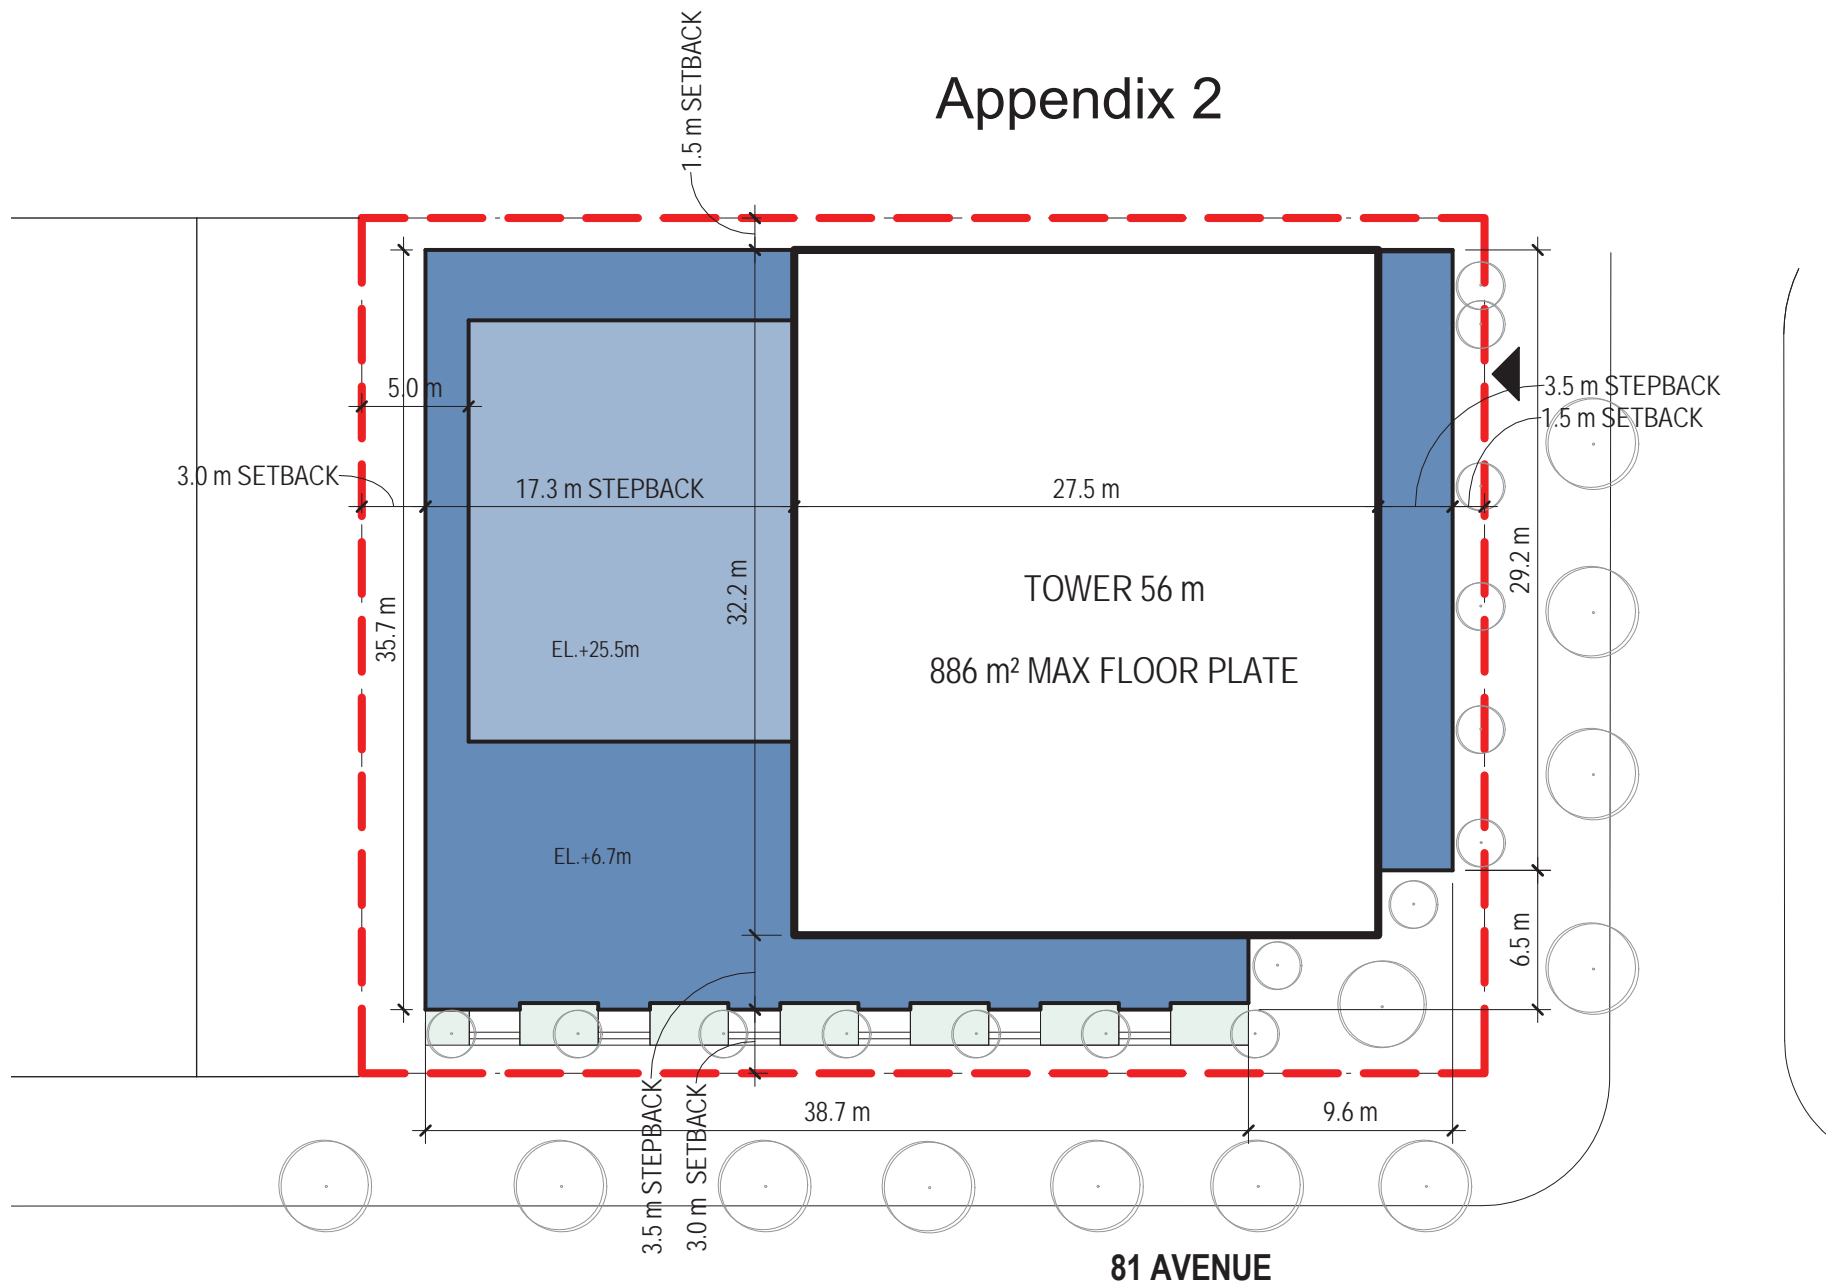 1.5 m SETBACK
Appendix 2
5.0 m
3.5 m STEPBACK
1.5 m SETBACK
3.0 m SETBACK
17.3 m STEPBACK
27.5 m
29.2 m
32.2 m
TOWER 56 m
35.7 m
EL.+25.5m
886 m² MAX FLOOR PLATE
EL.+6.7m
6.5 m
38.7 m
9.6 m
3.5 m STEPBACK
3.0 m SETBACK
81 AVENUE